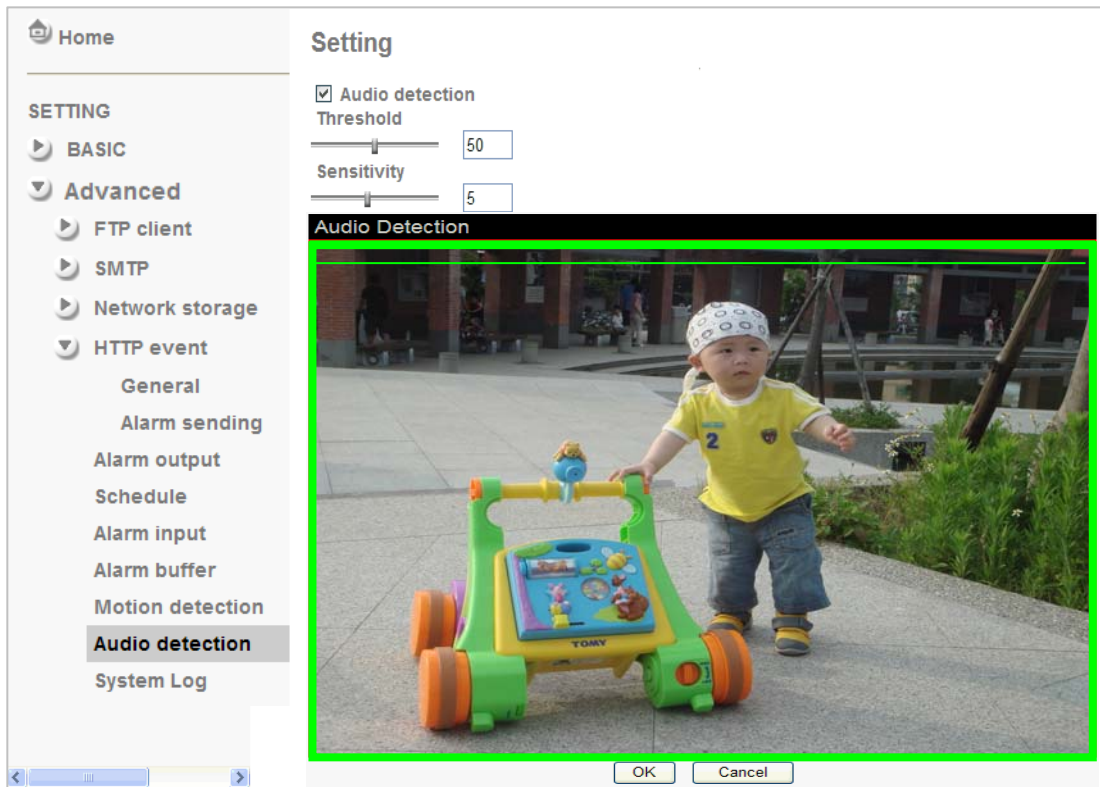 Home
SETTING
BASIC
Advanced
FTP client
SMTP
Network storage
HTTP event
General
Alarm sending
Alarm output
Schedule
Alarm input
Alarm buffer
Motion detection
Audio detection
System Log
Setting
Audio detection
Threshold
50
Sensitivity
5
Audio Detection
2
TOMY
OK
Cancel